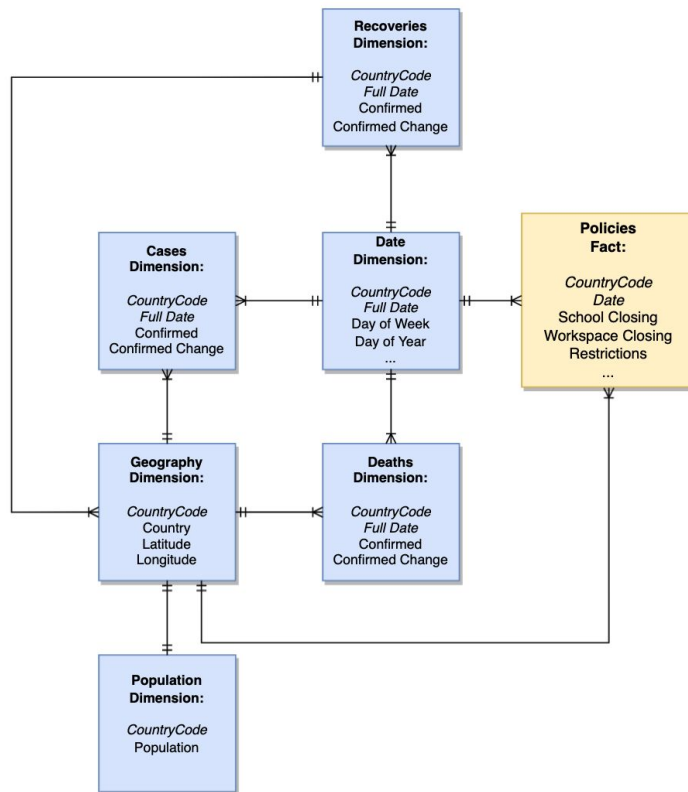 Recoveries
Dimension:
CountryCode
Full Date
Confirmed
Confirmed Change
Cases
Dimension:
CountryCode
Full Date
Confirmed
Confirmed Change
Date
Dimension:
CountryCode
Full Date
Day of Week
Day of Year
...
Policies
Fact:
CountryCode
Date
School Closing
Workspace Closing
Restrictions
...
Geography
Dimension:
CountryCode
Country
Latitude
Longitude
Deaths
Dimension:
CountryCode
Full Date
Confirmed
Confirmed Change
Population
Dimension:
CountryCode
Population